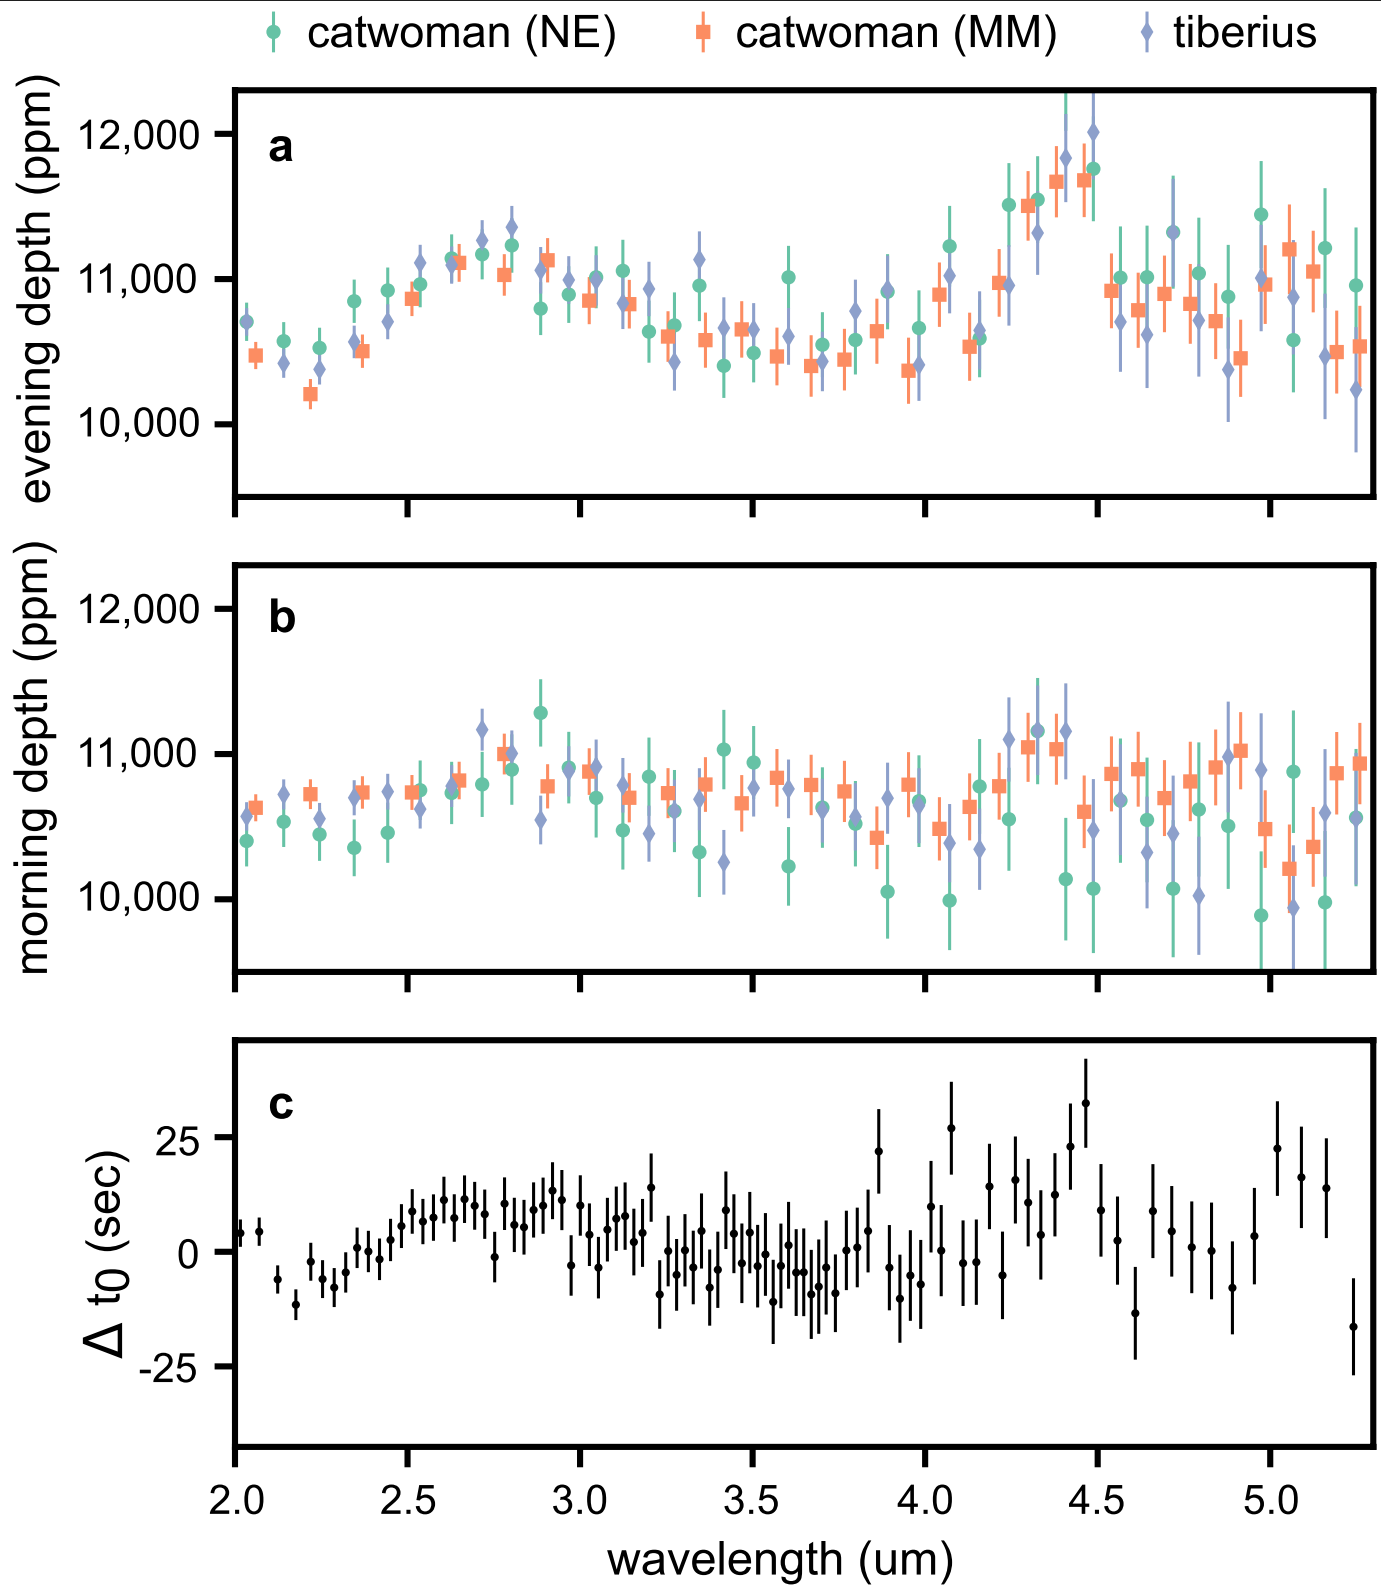 catwoman (NE) catwoman (MM) tiberius
a
12,000
11,000
10,000
evening depth (ppm)
b
12,000
11,000
10,000
morning depth (ppm)
c
25
0
-25
Δ t0 (sec)
2.0 2.5 3.0 3.5 4.0 4.5 5.0
wavelength (um)